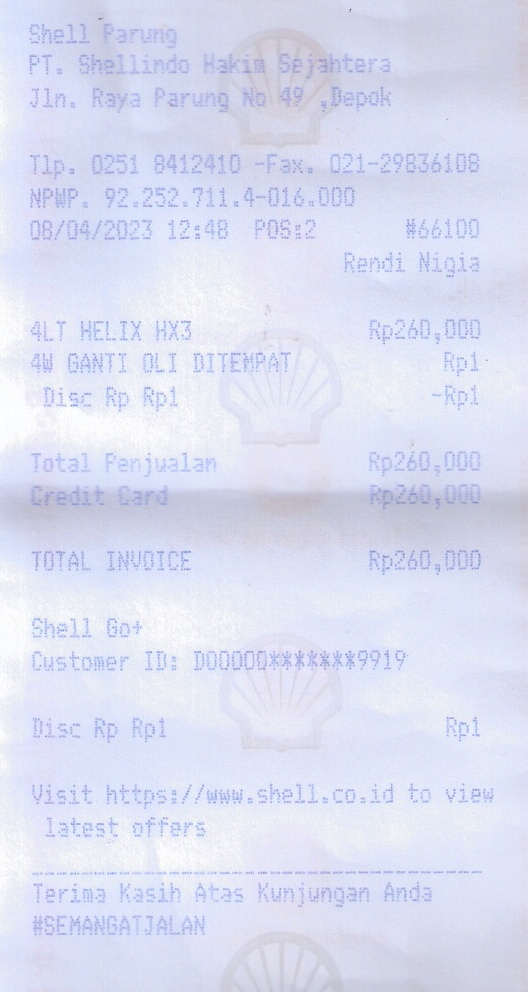 Shell Parung
PT. Shellindo Hakim Sejahtera
Jln. Raya Parung No 49 ,Depok
Tlp. 0251 8412410 -Fax. 021-29836108
NPWP. 92.252.711.4-016.000
08/04/2023 12:48 POS:2 #66100
Rendi Nigia
4LT HELIX HX3 Rp260,000
4W GANTI OLI DITEMPAT Rp1
Disc Rp Rp1 -Rp1
Total Penjualan Rp260,000
Credit Card Rp260,000
TOTAL INVOICE Rp260,000
Shell Go+
Customer ID: D00000*******9919
Disc Rp Rp1 Rp1
Visit https://www.shell.co.id to view
latest offers
Terima Kasih Atas Kunjungan Anda
#SEMANGATJALAN